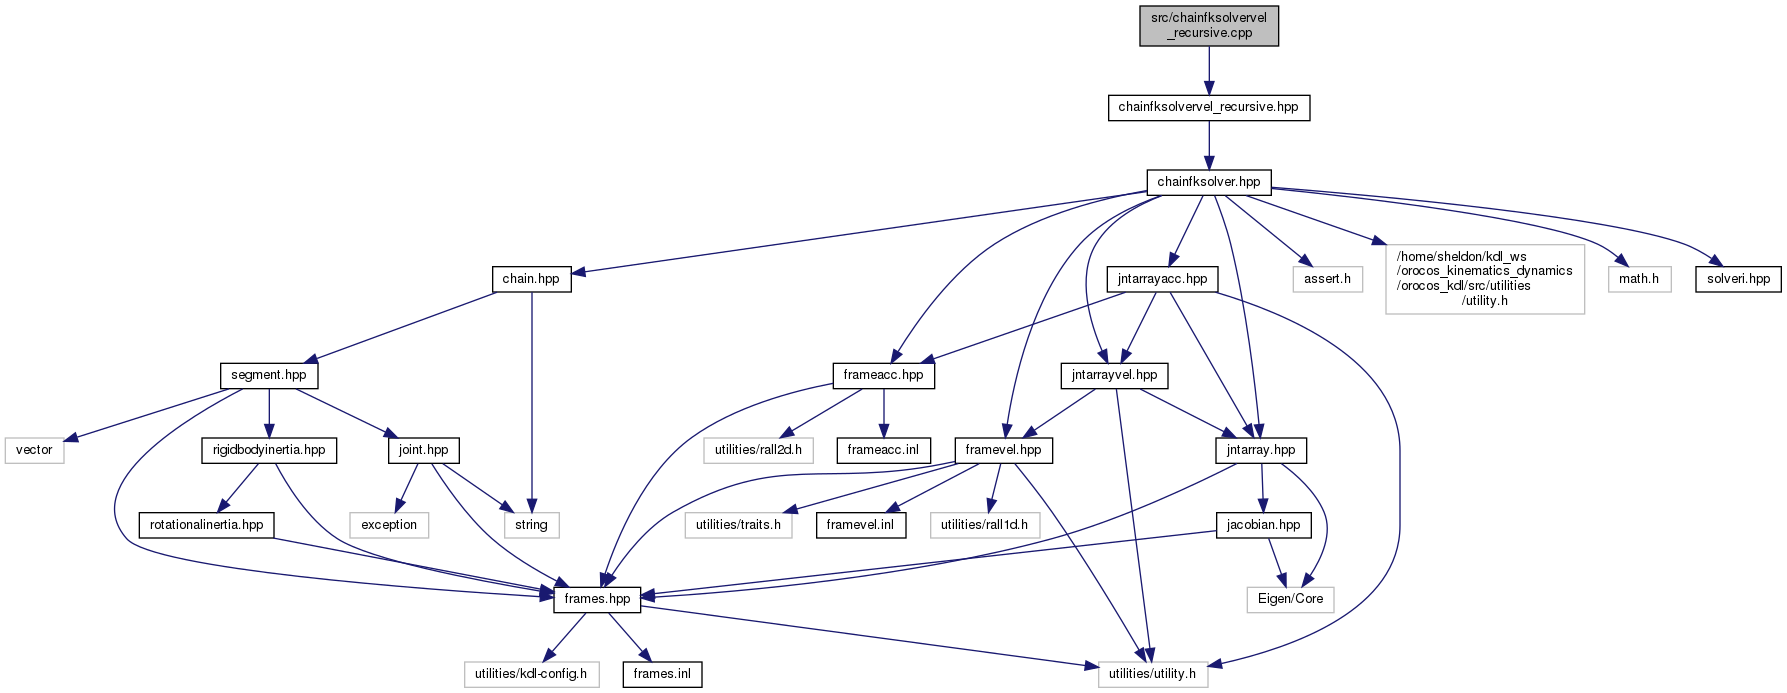 src/chainfksolvervel
_recursive.cpp
chainfksolvervel_recursive.hpp
chainfksolver.hpp
chain.hpp
jntarrayacc.hpp
assert.h
/home/sheldon/kdl_ws
/orocos_kinematics_dynamics
/orocos_kdl/src/utilities
/utility.h
math.h
solveri.hpp
segment.hpp
frameacc.hpp
jntarrayvel.hpp
vector
rigidbodyinertia.hpp
joint.hpp
utilities/rall2d.h
frameacc.inl
framevel.hpp
jntarray.hpp
rotationalinertia.hpp
exception
string
utilities/traits.h
framevel.inl
utilities/rall1d.h
jacobian.hpp
frames.hpp
Eigen/Core
utilities/kdl-config.h
frames.inl
utilities/utility.h